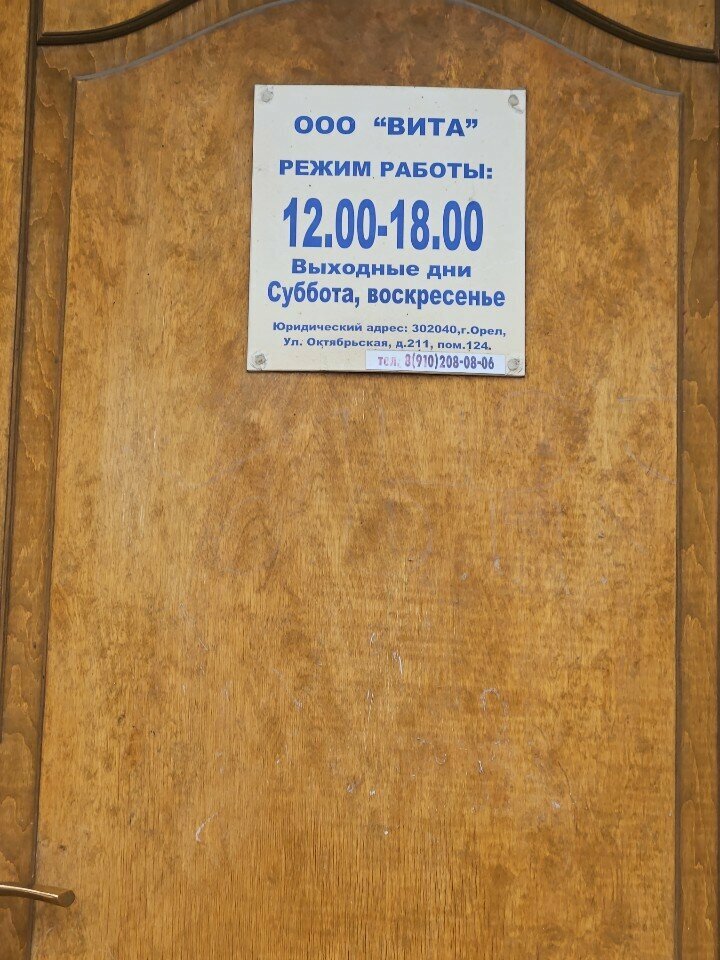 ООО "ВИТА"
РЕЖИМ РАБОТЫ:
12.00-18.00
Выходные дни
Суббота, воскресенье
Юридический адрес: 302040,г.Орел,
Ул. Октябрьская, д.211, пом.124.
тел. 8(910)208-08-06